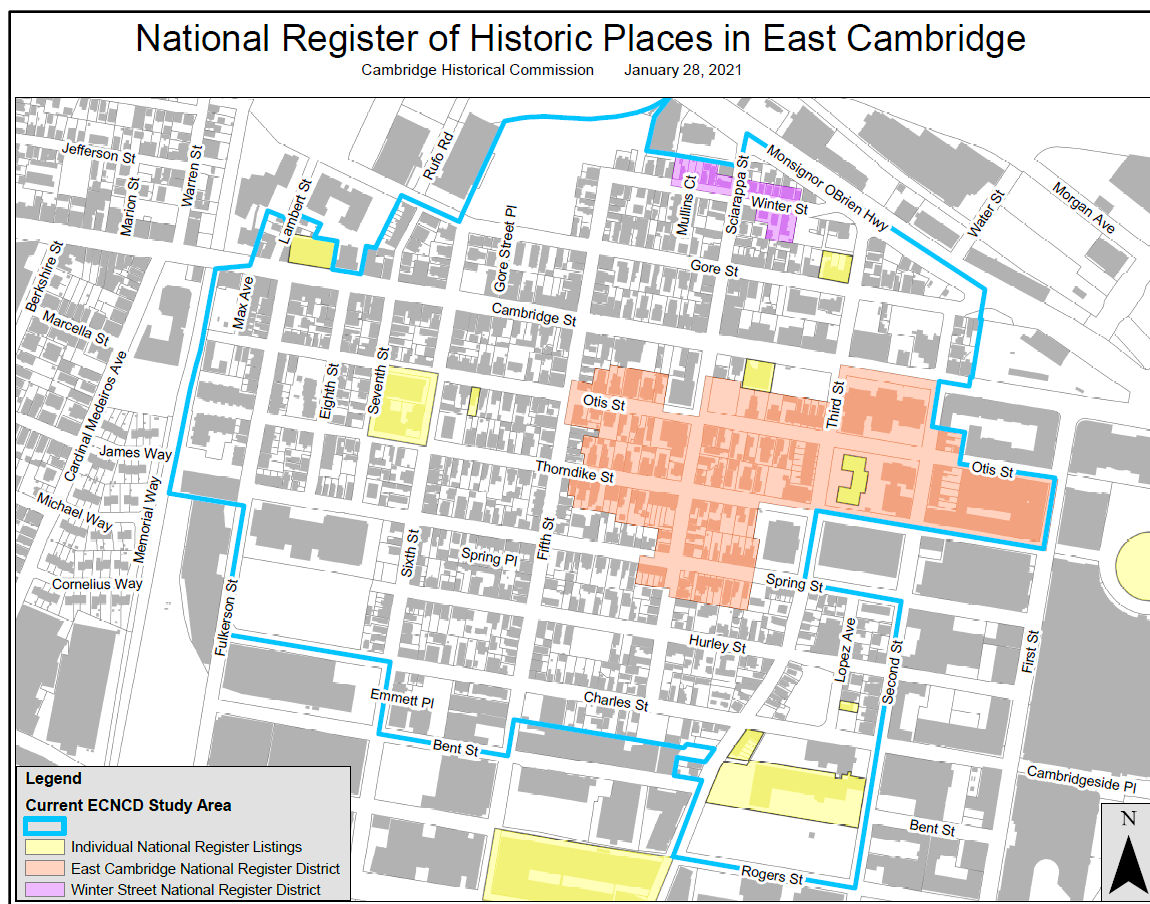 National Register of Historic Places in East Cambridge
Cambridge Historical Commission January 28, 2021
Jefferson St
Marion St
Warren St
Lambert St
Rufo Rd
Gore Street Pl
Mullins Ct
Sciarappa St
Winter St
Monsignor OBrien Hwy
Water St
Morgan Ave
Berkshire St
Max Ave
Gore St
Cambridge St
Marcella St
Cardinal Medeiros Ave
Eighth St
Seventh St
Otis St
Third St
James Way
Thorndike St
Otis St
Michael Way
Memorial Way
Sixth St
Spring Pl
Fifth St
Cornelius Way
Spring St
Fulkerson St
Hurley St
Lopez Ave
Second St
First St
Emmett Pl
Charles St
Bent St
Cambridgeside Pl
Bent St
Rogers St
Legend
Current ECNCD Study Area
Individual National Register Listings
East Cambridge National Register District
Winter Street National Register District
N